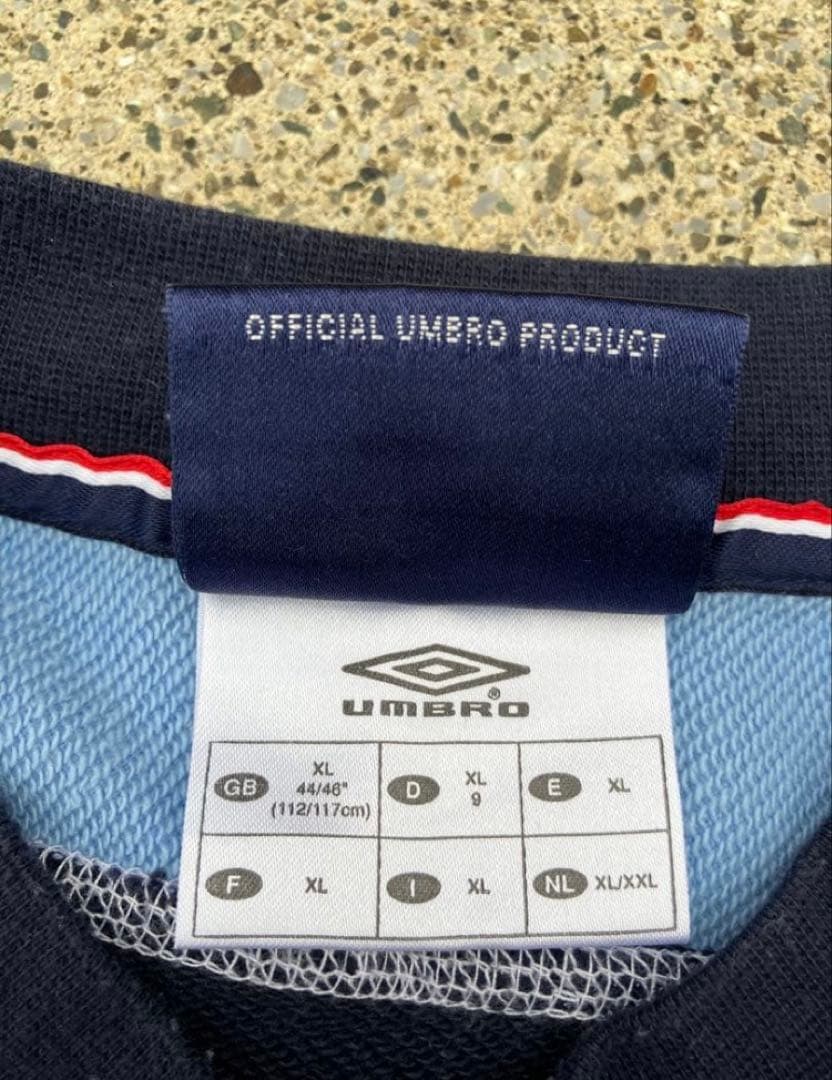 OFFICIAL UMBRO PRODUCT
®
UMBRO
GB XL 44/46" (112/117cm)
D XL 9
E XL
F XL
I XL
NL XL/XXL